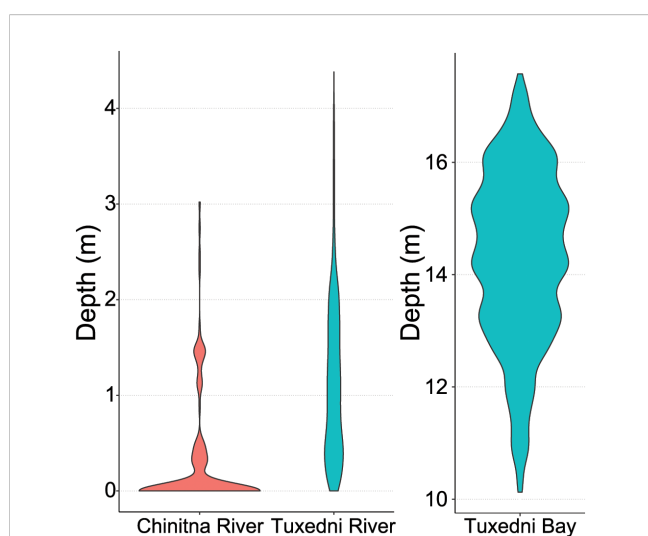 Depth (m)
4
3
2
1
0
Chinitna River Tuxedni River
Depth (m)
16
14
12
10
Tuxedni Bay